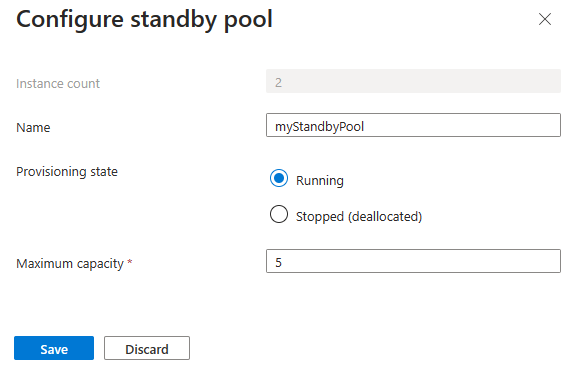 Configure standby pool
Instance count
2
Name
myStandbyPool
Provisioning state
Running
Stopped (deallocated)
Maximum capacity *
5
Save
Discard